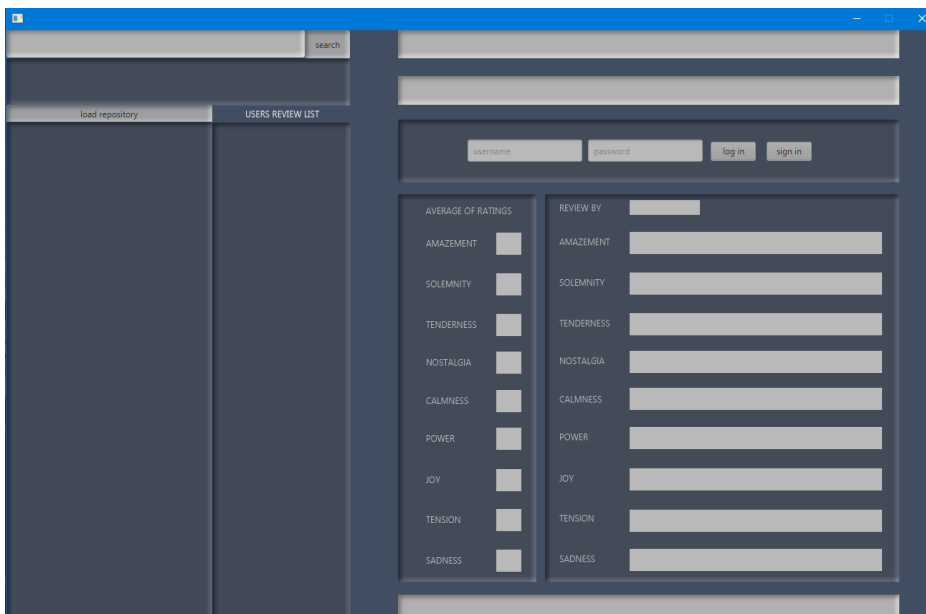 search
load repository
USERS REVIEW LIST
username
password
log in
sign in
AVERAGE OF RATINGS
AMAZEMENT
SOLEMNITY
TENDERNESS
NOSTALGIA
CALMNESS
POWER
JOY
TENSION
SADNESS
REVIEW BY
AMAZEMENT
SOLEMNITY
TENDERNESS
NOSTALGIA
CALMNESS
POWER
JOY
TENSION
SADNESS